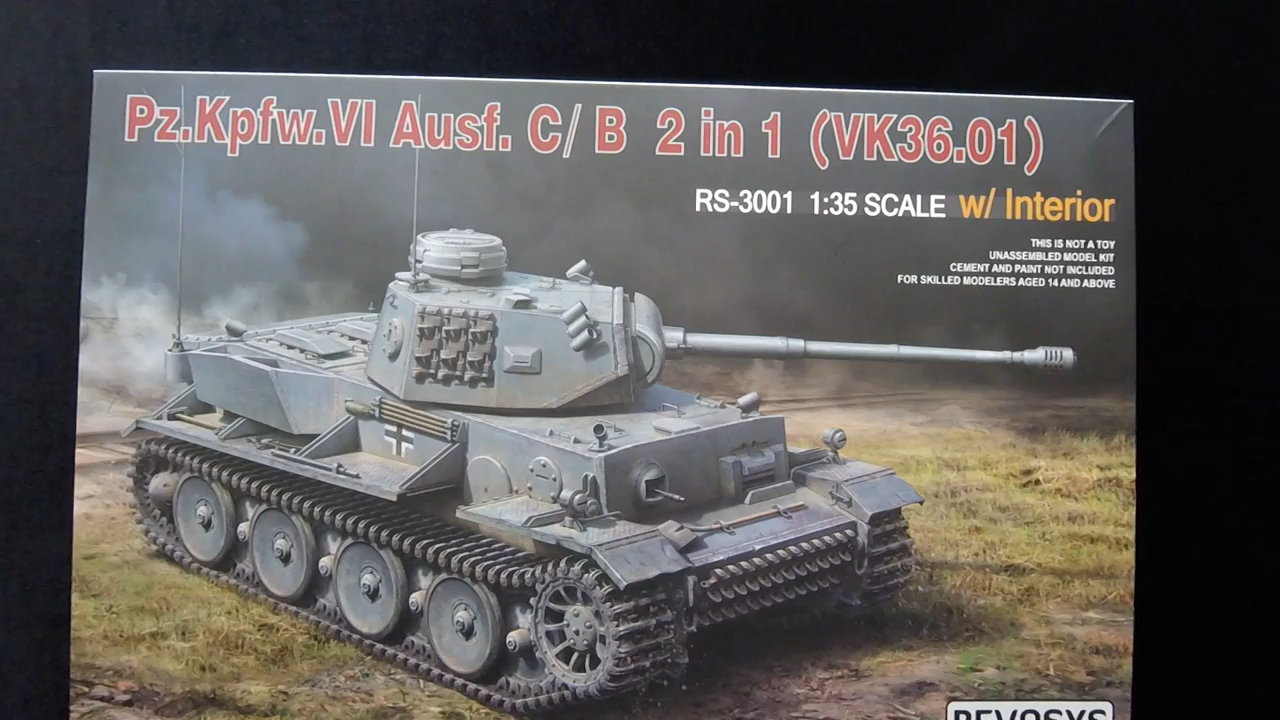 Pz.Kpfw.VI Ausf. C/ B 2 in 1 (VK36.01)
RS-3001 1:35 SCALE w/ Interior
THIS IS NOT A TOY
UNASSEMBLED MODEL KIT
CEMENT AND PAINT NOT INCLUDED
FOR SKILLED MODELERS AGED 14 AND ABOVE
REVOSYS